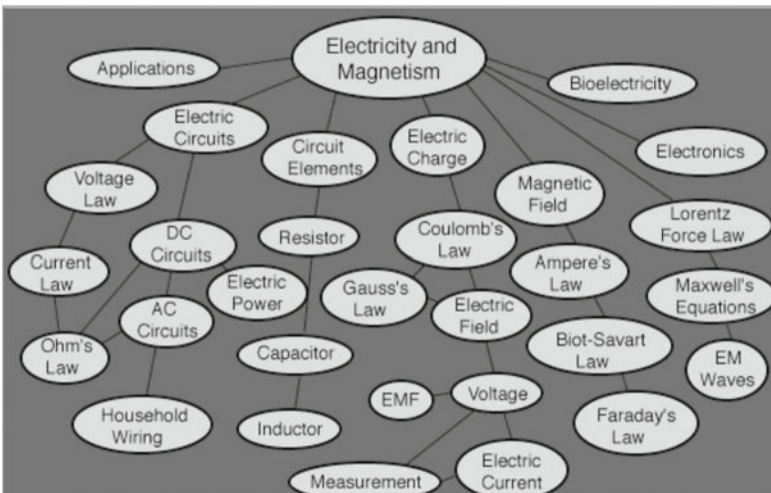 Electricity and
Magnetism
Applications
Bioelectricity
Electric
Circuits
Circuit
Elements
Electric
Charge
Electronics
Voltage
Law
Magnetic
Field
DC
Circuits
Resistor
Coulomb's
Law
Lorentz
Force Law
Current
Law
Electric
Power
Gauss's
Law
Ampere's
Law
Maxwell's
Equations
AC
Circuits
Electric
Field
Ohm's
Law
Capacitor
Biot-Savart
Law
EM
Waves
Household
Wiring
Inductor
EMF
Voltage
Faraday's
Law
Measurement
Electric
Current